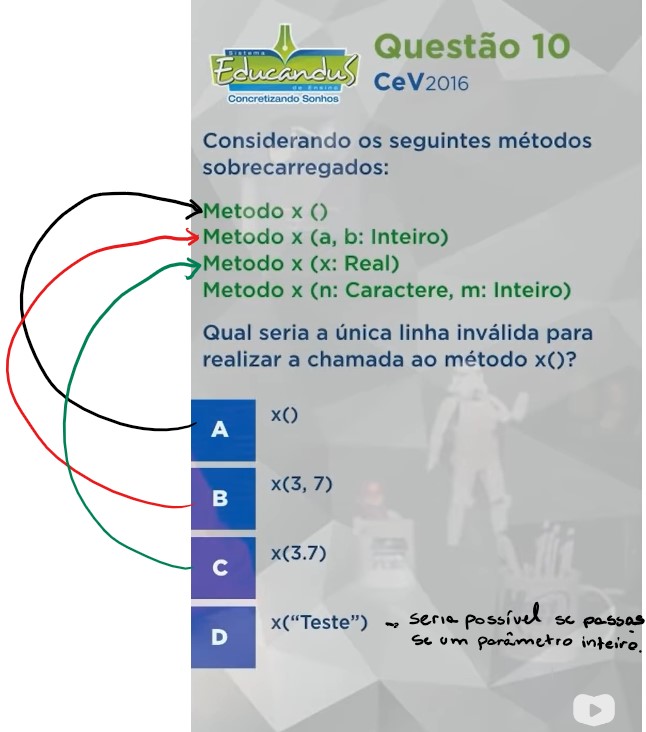 Sistema
Educandus
de Ensino
Concretizando Sonhos
Questão 10
CeV2016
Considerando os seguintes métodos
sobrecarregados:
Metodo x ()
Metodo x (a, b: Inteiro)
Metodo x (x: Real)
Metodo x (n: Caractere, m: Inteiro)
Qual seria a única linha inválida para
realizar a chamada ao método x()?
A x()
B x(3, 7)
C x(3.7)
D x("Teste") → seria possível se passas
se um parâmetro inteiro.